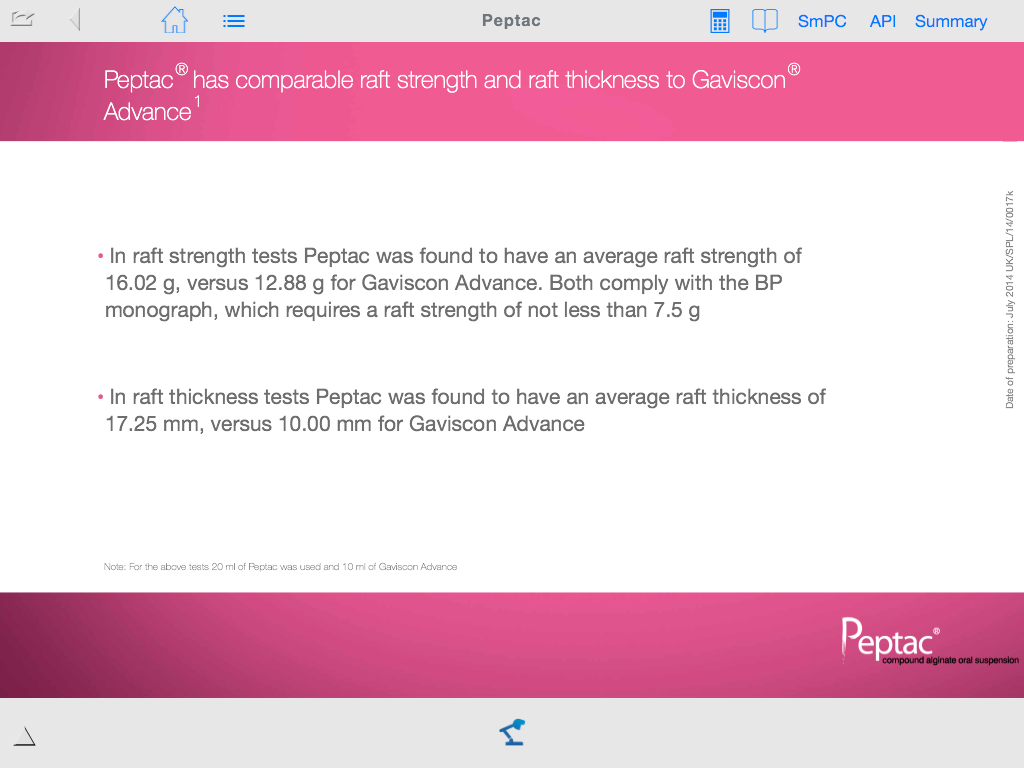 Peptac
SmPC API Summary
Peptac® has comparable raft strength and raft thickness to Gaviscon®
Advance¹
• In raft strength tests Peptac was found to have an average raft strength of
16.02 g, versus 12.88 g for Gaviscon Advance. Both comply with the BP
monograph, which requires a raft strength of not less than 7.5 g
• In raft thickness tests Peptac was found to have an average raft thickness of
17.25 mm, versus 10.00 mm for Gaviscon Advance
Note: For the above tests 20 ml of Peptac was used and 10 ml of Gaviscon Advance
Date of preparation: July 2014 UK/SPL/14/0017k
Peptac®
compound alginate oral suspension